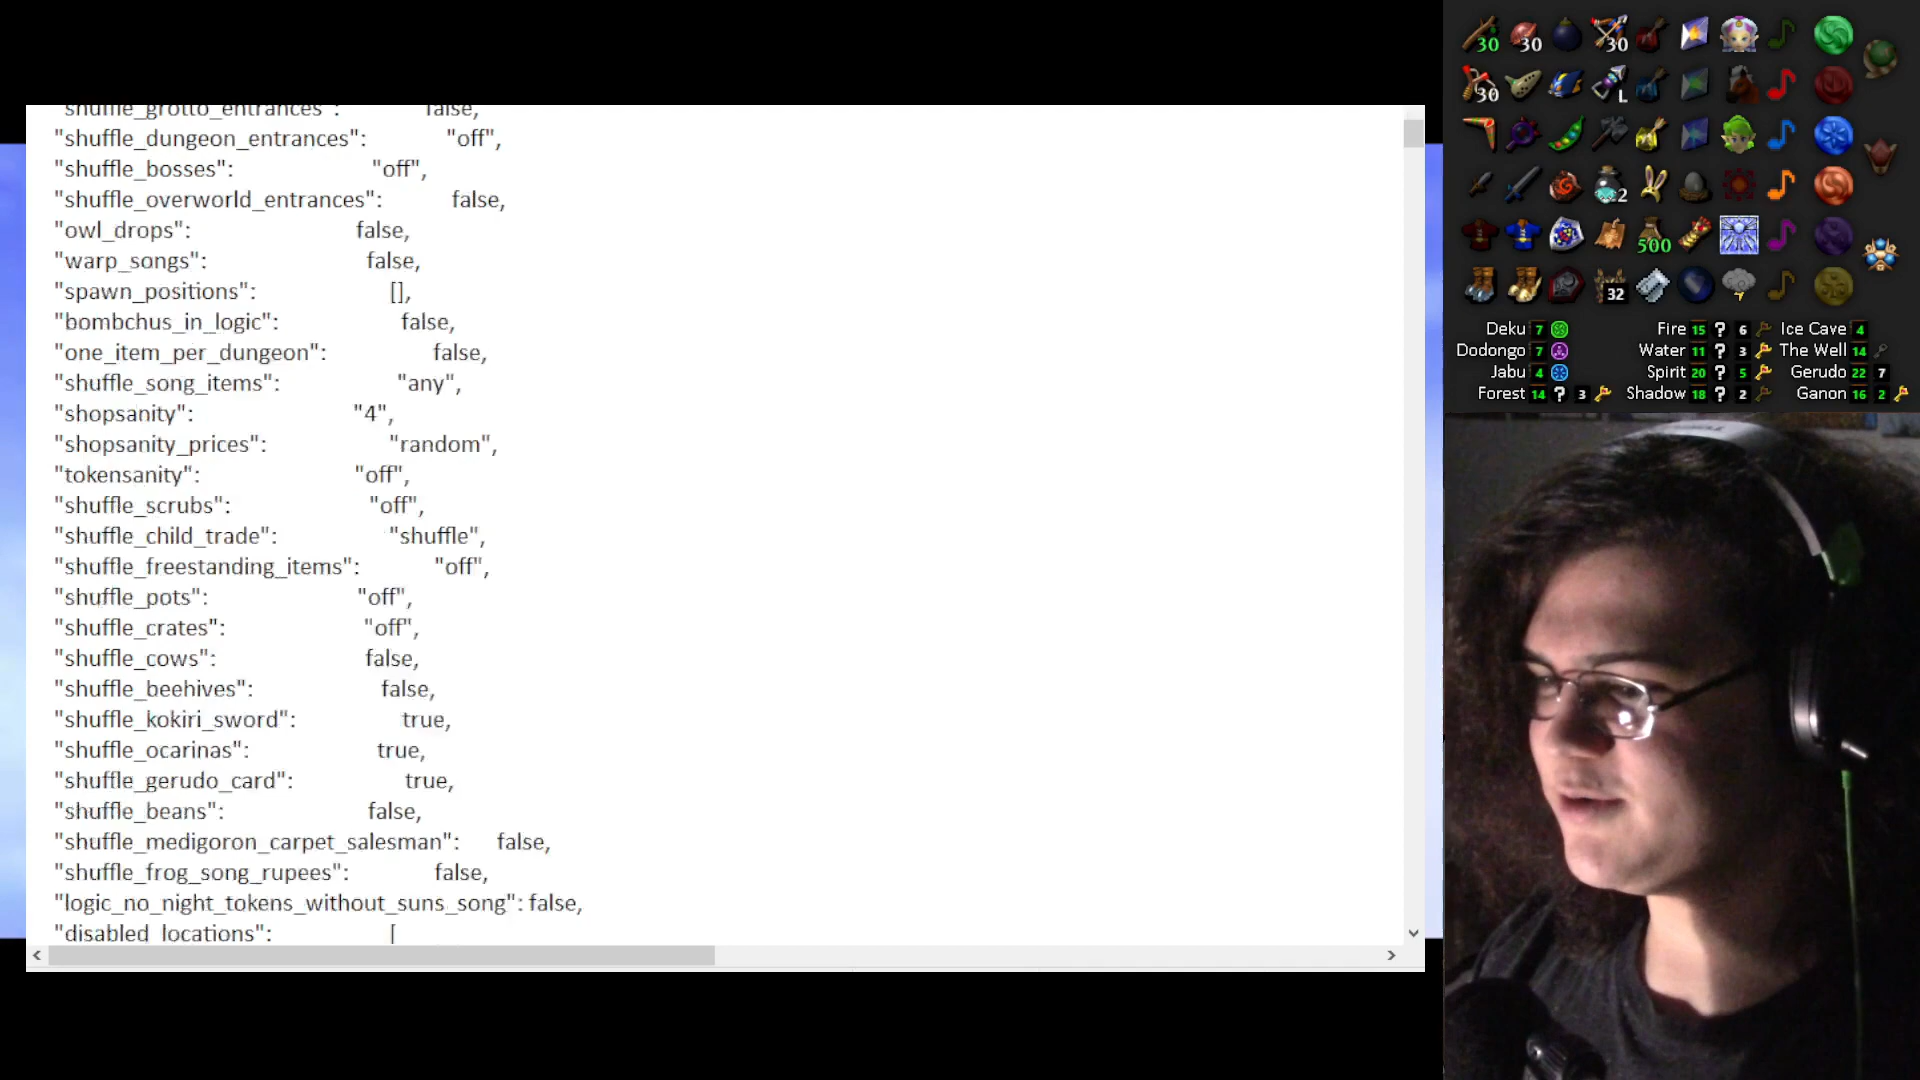 "shuffle_grotto_entrances": false,
"shuffle_dungeon_entrances": "off",
"shuffle_bosses": "off",
"shuffle_overworld_entrances": false,
"owl_drops": false,
"warp_songs": false,
"spawn_positions": [],
"bombchus_in_logic": false,
"one_item_per_dungeon": false,
"shuffle_song_items": "any",
"shopsanity": "4",
"shopsanity_prices": "random",
"tokensanity": "off",
"shuffle_scrubs": "off",
"shuffle_child_trade": "shuffle",
"shuffle_freestanding_items": "off",
"shuffle_pots": "off",
"shuffle_crates": "off",
"shuffle_cows": false,
"shuffle_beehives": false,
"shuffle_kokiri_sword": true,
"shuffle_ocarinas": true,
"shuffle_gerudo_card": true,
"shuffle_beans": false,
"shuffle_medigoron_carpet_salesman": false,
"shuffle_frog_song_rupees": false,
"logic_no_night_tokens_without_suns_song": false,
"disabled_locations": [
30 30 30
30 L
2
500
32
Deku 7 Fire 15 ? 6 Ice Cave 4
Dodongo 7 Water 11 ? 3 The Well 14
Jabu 4 Spirit 20 ? 5 Gerudo 22 7
Forest 14 ? 3 Shadow 18 ? 2 Ganon 16 2